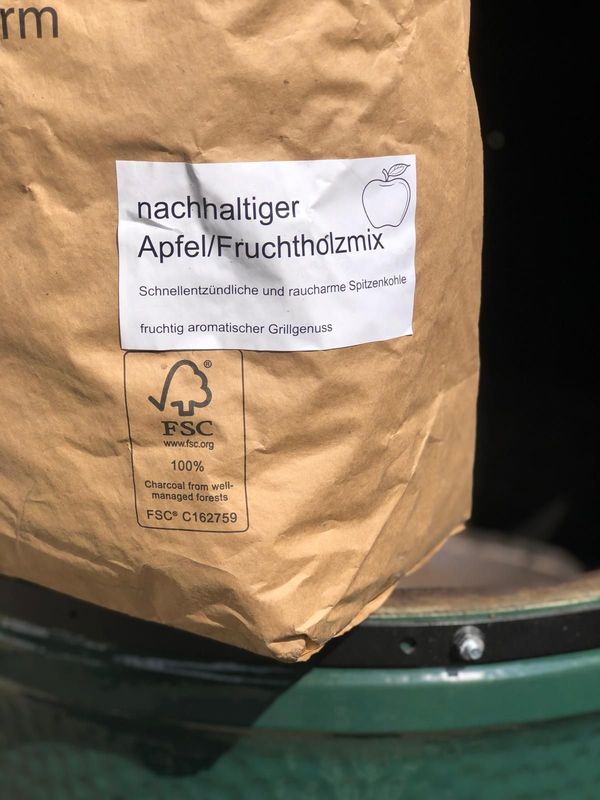 rm
nachhaltiger
Apfel/Fruchtholzmix
Schnellentzündliche und raucharme Spitzenkohle
fruchtig aromatischer Grillgenuss
®
FSC
www.fsc.org
100%
Charcoal from well-
managed forests
FSC® C162759